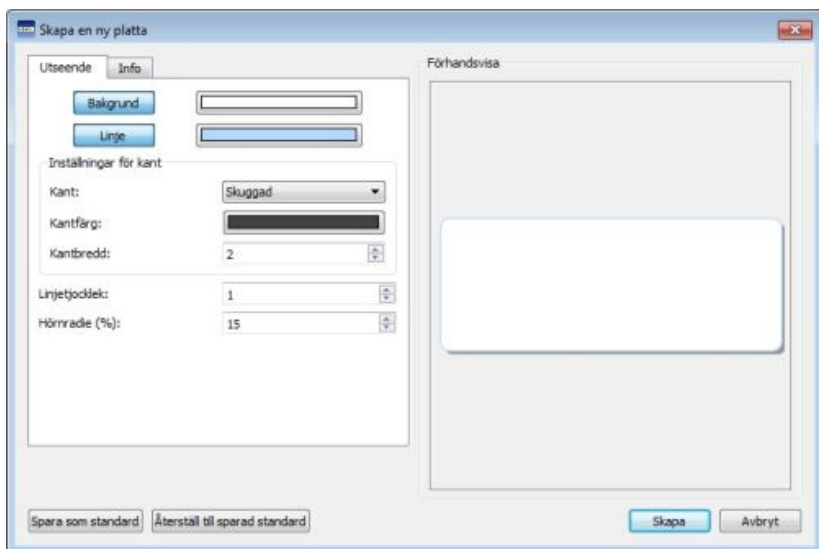 Skapa en ny platta
Utseende Info
Förhandsvisa
Bakgrund
Linje
Inställningar för kant
Kant: Skuggad
Kantfärg:
Kantbredd: 2
Linjetjocklek: 1
Hörnradie (%): 15
Spara som standard Återställ till sparad standard Skapa Avbryt